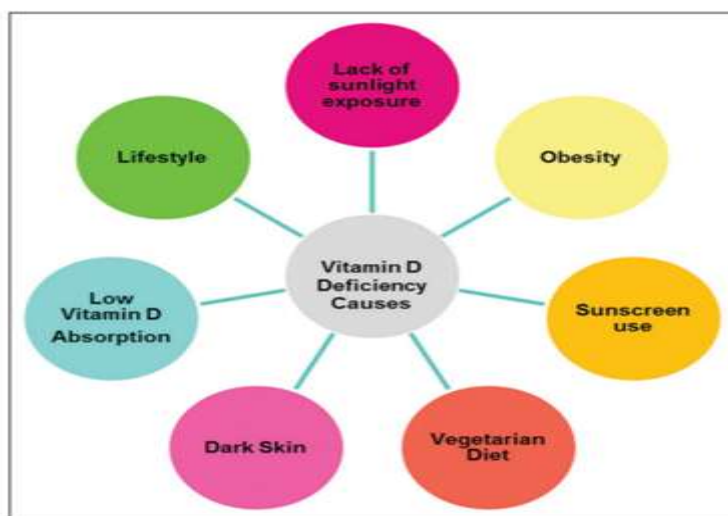 Lack of
sunlight
exposure
Obesity
Sunscreen
use
Vegetarian
Diet
Dark Skin
Low
Vitamin D
Absorption
Lifestyle
Vitamin D
Deficiency
Causes